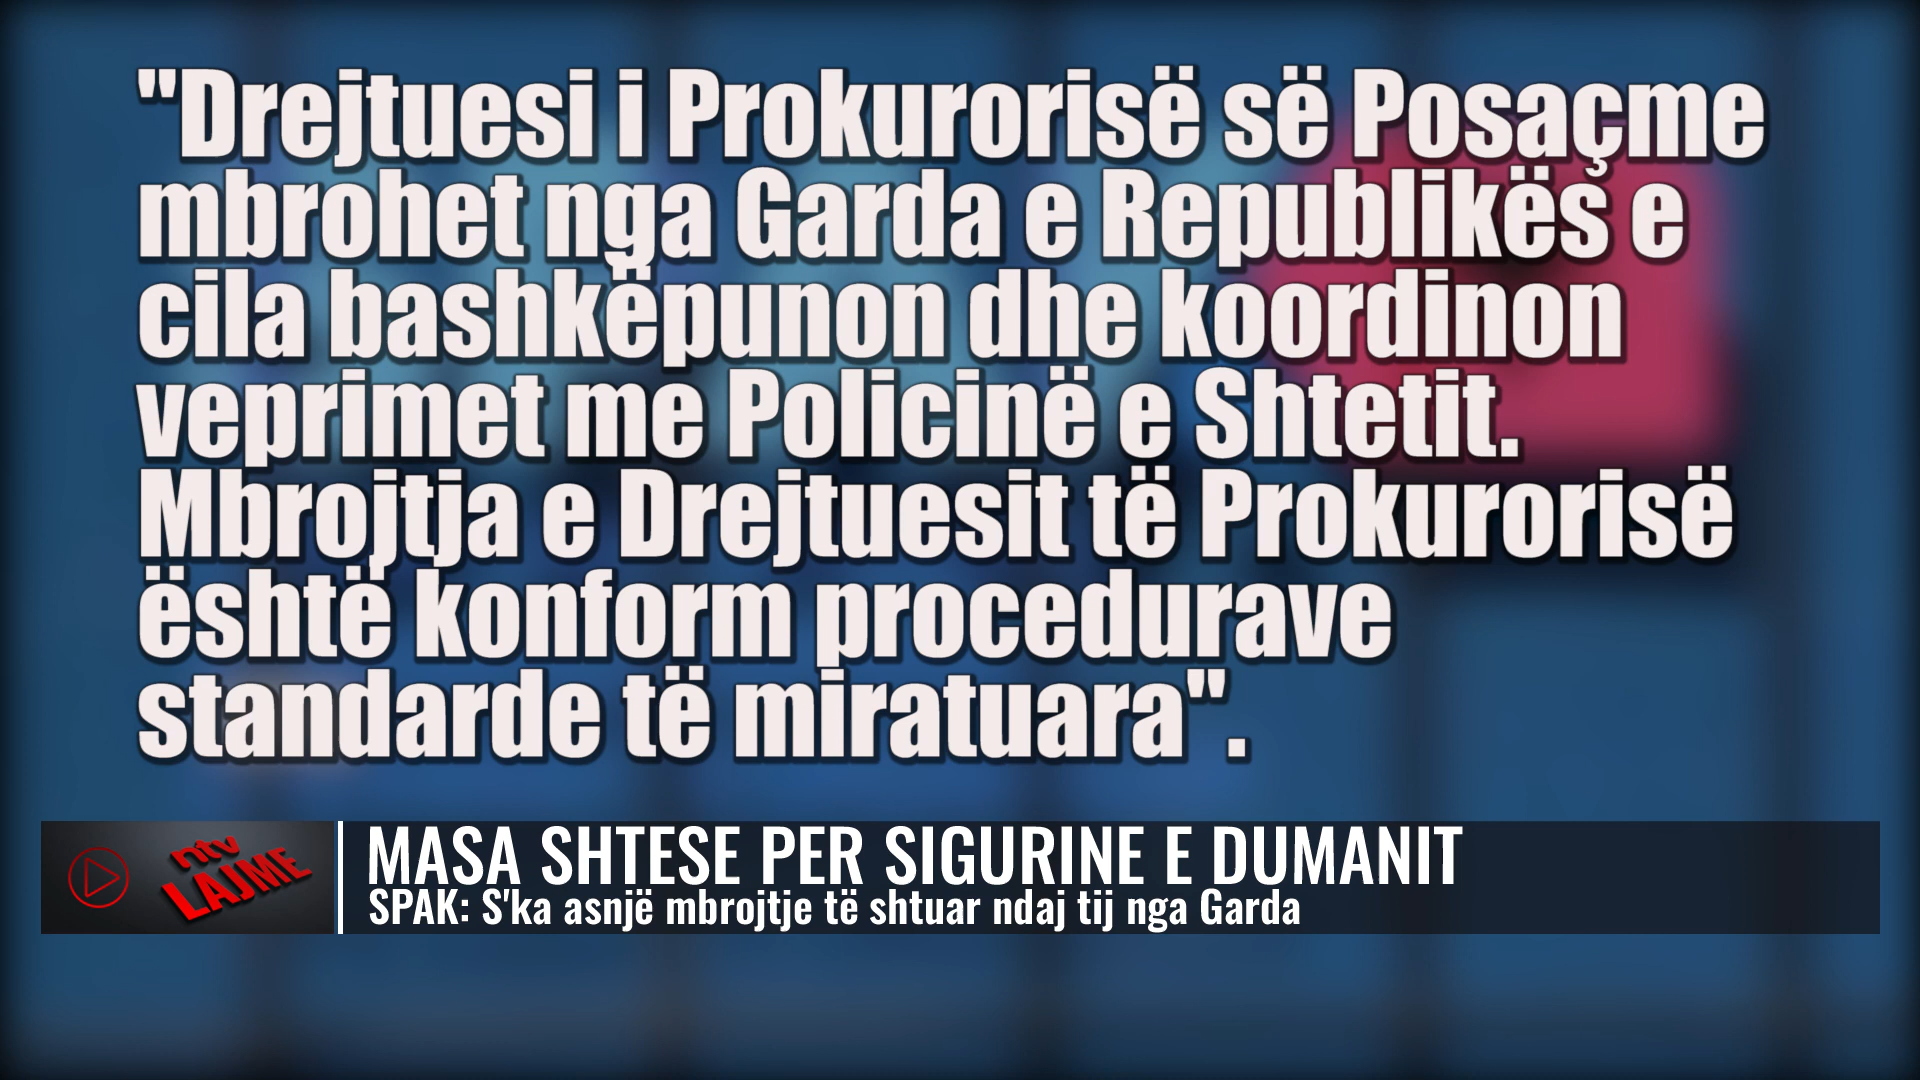 "Drejtuesi i Prokurorisë së Posaçme
mbrohet nga Garda e Republikës e
cila bashkëpunon dhe koordinon
veprimet me Policinë e Shtetit.
Mbrojtja e Drejtuesit të Prokurorisë
është konform procedurave
standarde të miratuara".
ntv
LAJME
MASA SHTESE PER SIGURINE E DUMANIT
SPAK: S'ka asnjë mbrojtje të shtuar ndaj tij nga Garda